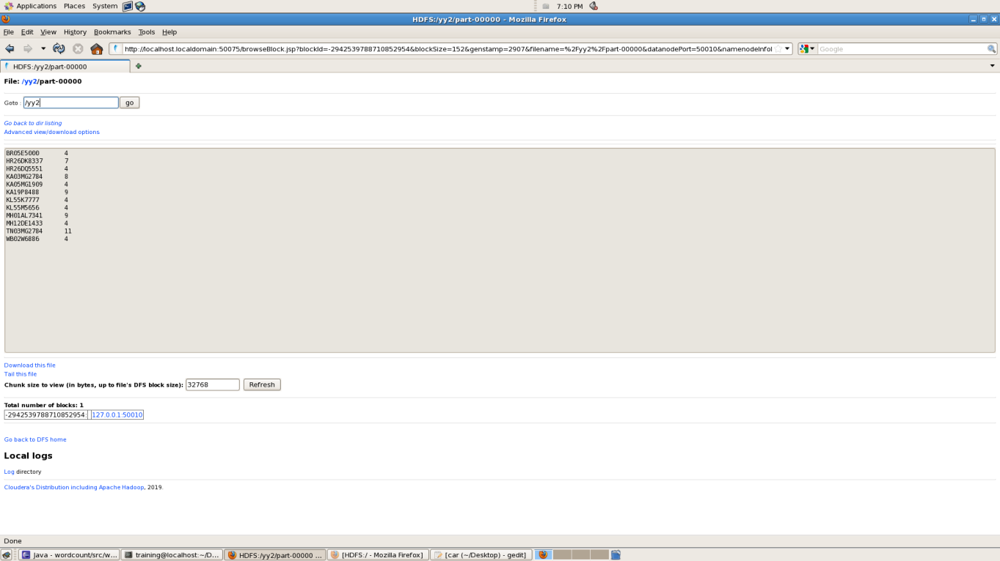 Applications Places System 7:10 PM
HDFS:/yy2/part-00000 - Mozilla Firefox
File Edit View History Bookmarks Tools Help
http://localhost.localdomain:50075/browseBlock.jsp?blockId=-2942539788710852954&blockSize=152&genstamp=2907&filename=%2Fyy2%2Fpart-00000&datanodePort=50010&namenodeInfo Google
HDFS:/yy2/part-00000
File: /yy2/part-00000
Goto : /yy2 go
Go back to dir listing
Advanced view/download options
BR05E5000 4
HR26DK8337 7
HR26DQ5551 4
KA03MG2784 8
KA05MG1909 4
KA19P8488 9
KL55K7777 4
KL55M5656 4
MH01AL7341 9
MH12DE1433 4
TN03MG2784 11
WB02W6886 4
Download this file
Tail this file
Chunk size to view (in bytes, up to file's DFS block size): 32768 Refresh
Total number of blocks: 1
-2942539788710852954: 127.0.0.1:50010
Go back to DFS home
Local logs
Log directory
Cloudera's Distribution including Apache Hadoop, 2019.
Done
Java - wordcount/src/w... training@localhost:~/D... HDFS:/yy2/part-00000 ... [HDFS:/ - Mozilla Firefox] [car (~/Desktop) - gedit]